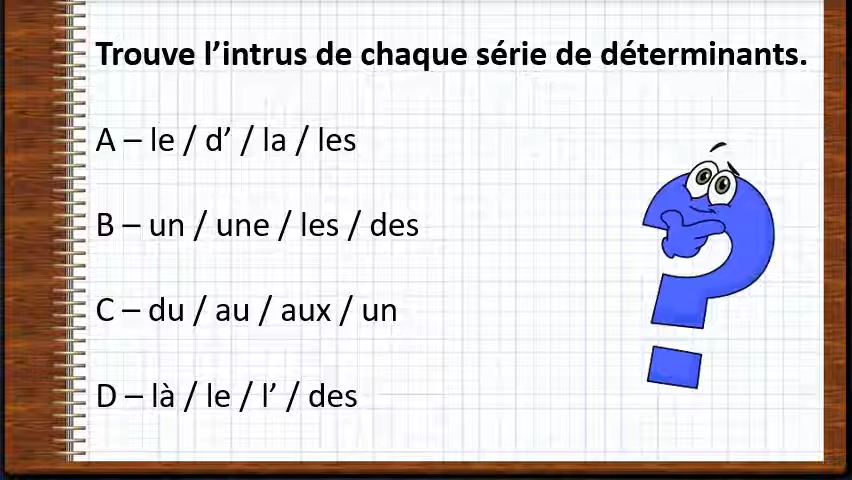 Trouve l’intrus de chaque série de déterminants.
A – le / d’ / la / les
B – un / une / les / des
C – du / au / aux / un
D – là / le / l’ / des